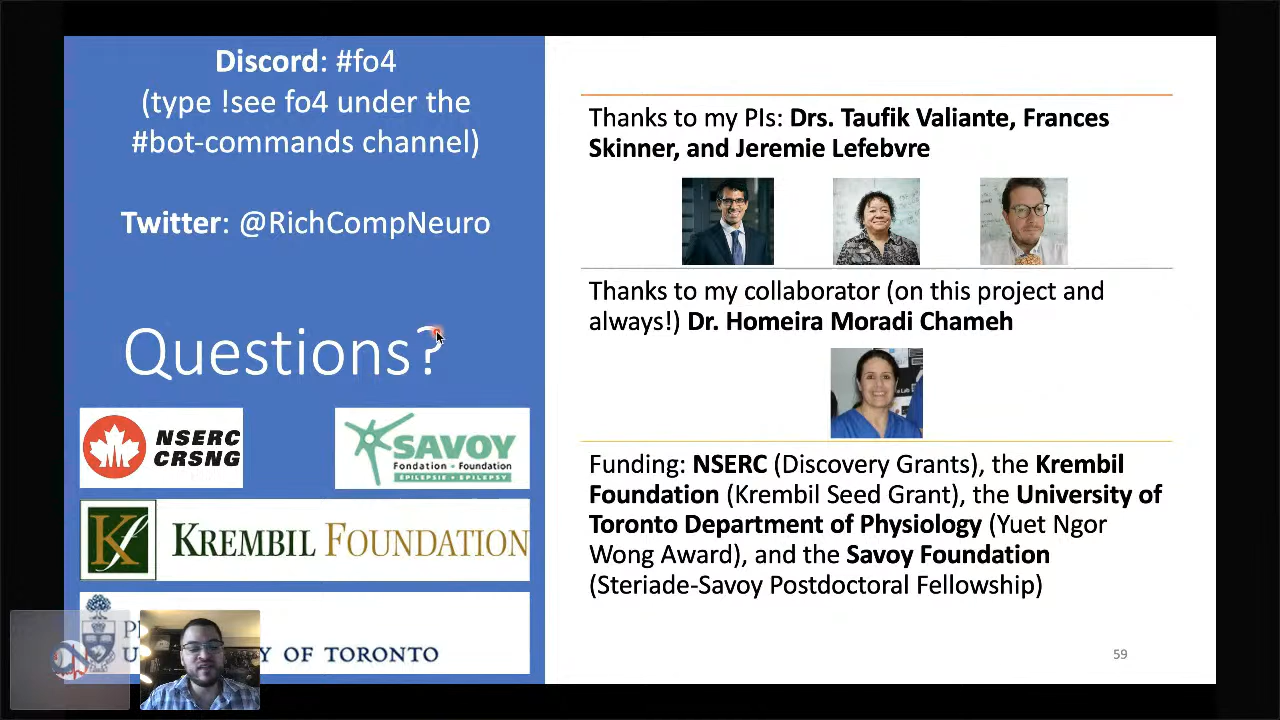 Discord: #fo4
(type !see fo4 under the
#bot-commands channel)
Twitter: @RichCompNeuro
Questions?
NSERC
CRSNG
SAVOY
Fondation • Foundation
EPILEPSIE • EPILEPSY
Kf
KREMBIL FOUNDATION
OF TORONTO
Thanks to my PIs: Drs. Taufik Valiante, Frances
Skinner, and Jeremie Lefebvre
Thanks to my collaborator (on this project and
always!) Dr. Homeira Moradi Chameh
Funding: NSERC (Discovery Grants), the Krembil
Foundation (Krembil Seed Grant), the University of
Toronto Department of Physiology (Yuet Ngor
Wong Award), and the Savoy Foundation
(Steriade-Savoy Postdoctoral Fellowship)
59